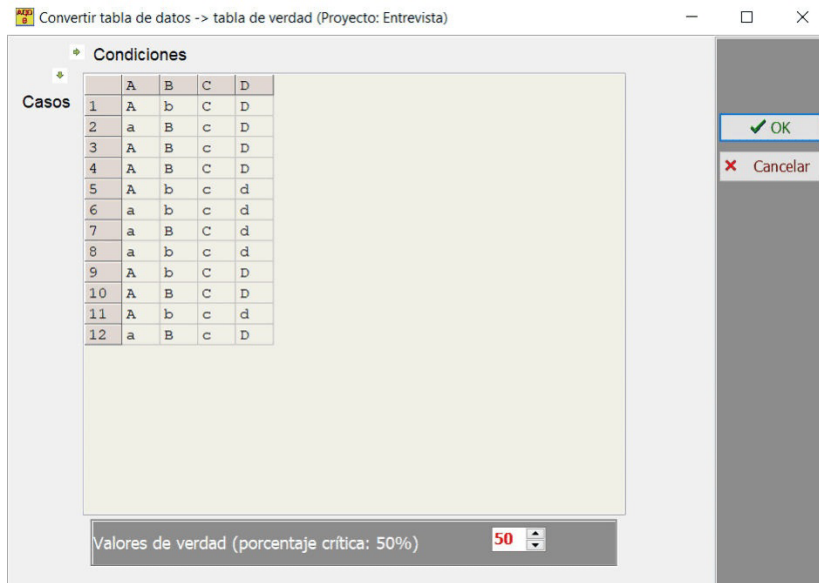 Convertir tabla de datos -> tabla de verdad (Proyecto: Entrevista)
Condiciones
Casos
A B C D
1 A b C D
2 a B c D
3 A B c D
4 A B C D
5 A b c d
6 a b c d
7 a B C d
8 a b c d
9 A b C D
10 A B C D
11 A b c d
12 a B c D
OK
Cancelar
Valores de verdad (porcentaje crítica: 50%) 50